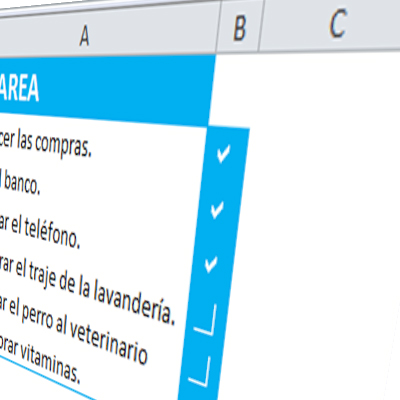 A B C
AREA
cer las compras.
banco.
ar el teléfono.
rar el traje de la lavandería.
ar el perro al veterinario
prar vitaminas.